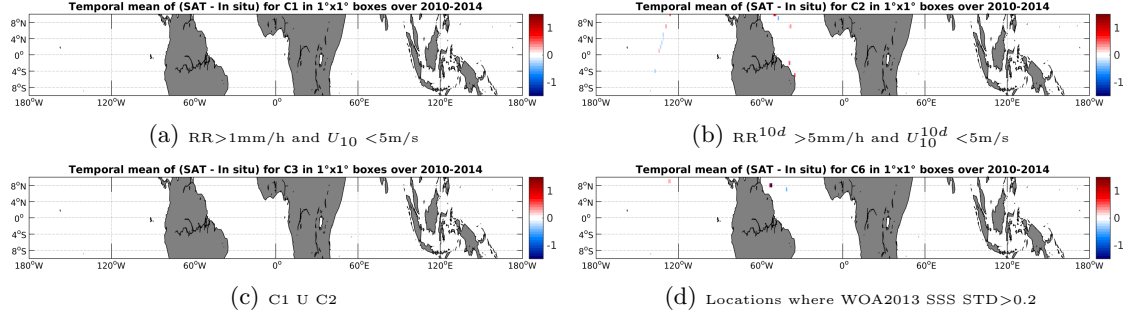 Temporal mean of (SAT - In situ) for C1 in 1°x1° boxes over 2010-2014
8°N
4°N
0°
4°S
8°S
180°W 120°W 60°W 0° 60°E 120°E 180°W
1
0
-1
(a) RR>1mm/h and U10 <5m/s
Temporal mean of (SAT - In situ) for C2 in 1°x1° boxes over 2010-2014
8°N
4°N
0°
4°S
8°S
180°W 120°W 60°W 0° 60°E 120°E 180°W
1
0
-1
(b) RR10d >5mm/h and U10d10 <5m/s
Temporal mean of (SAT - In situ) for C3 in 1°x1° boxes over 2010-2014
8°N
4°N
0°
4°S
8°S
180°W 120°W 60°W 0° 60°E 120°E 180°W
1
0
-1
(c) C1 U C2
Temporal mean of (SAT - In situ) for C6 in 1°x1° boxes over 2010-2014
8°N
4°N
0°
4°S
8°S
180°W 120°W 60°W 0° 60°E 120°E 180°W
1
0
-1
(d) Locations where WOA2013 SSS STD>0.2